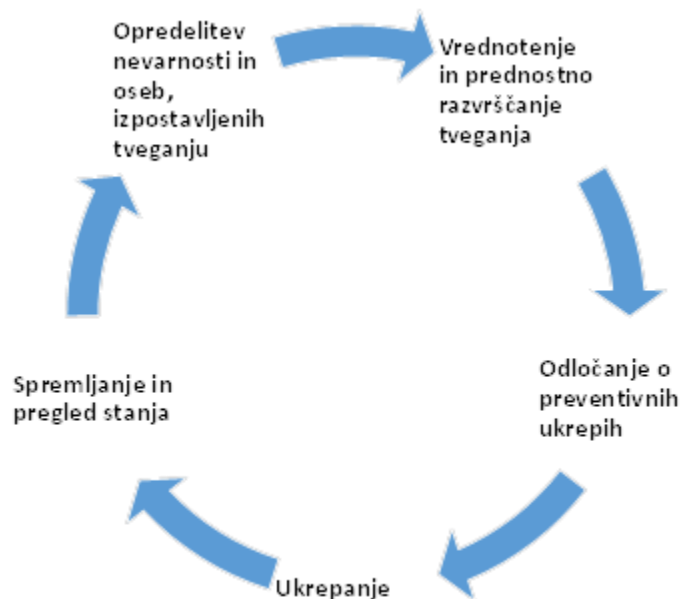 Opredelitev
nevarnosti in
oseb,
izpostavljenih
tveganju
Vrednotenje
in prednostno
razvrščanje
tveganja
Odločanje o
preventivnih
ukrepih
Ukrepanje
Spremljanje in
pregled stanja